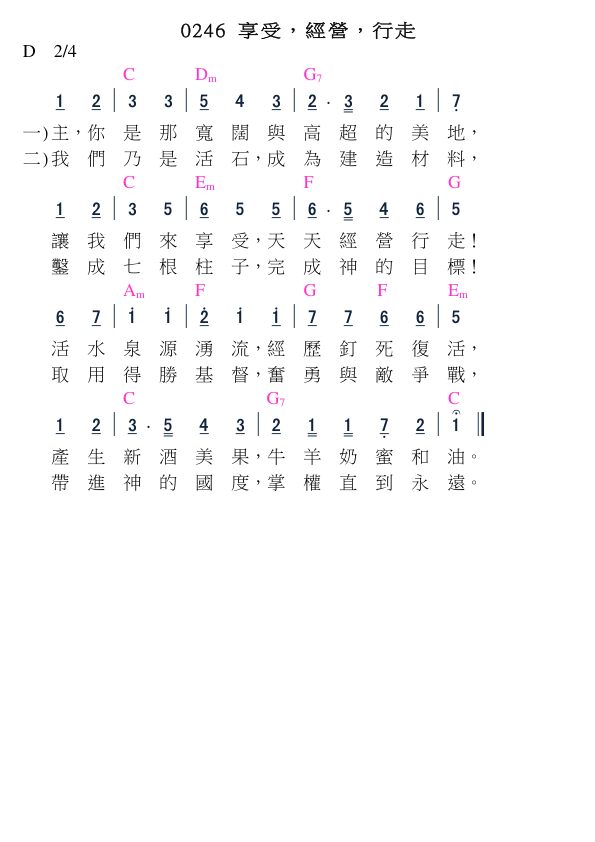 0246 享受，經營，行走
D 2/4
C Dm G7
1 2 | 3 3 | 5 4 3 | 2 · 3 2 1 | 7
一)主，你 是 那 寬 闊 與 高 超 的 美 地，
二)我 們 乃 是 活 石，成 為 建 造 材 料，
C Em F G
1 2 | 3 5 | 6 5 5 | 6 · 5 4 6 | 5
讓 我 們 來 享 受，天 天 經 營 行 走！
鑿 成 七 根 柱 子，完 成 神 的 目 標！
Am F G F Em
6 7 | 1 1 | 2 1 1 | 7 7 6 6 | 5
活 水 泉 源 湧 流，經 歷 釘 死 復 活，
取 用 得 勝 基 督，奮 勇 與 敵 爭 戰，
C G7 C
1 2 | 3 · 5 4 3 | 2 1 1 7 2 | 1 ||
產 生 新 酒 美 果，牛 羊 奶 蜜 和 油。
帶 進 神 的 國 度，掌 權 直 到 永 遠。